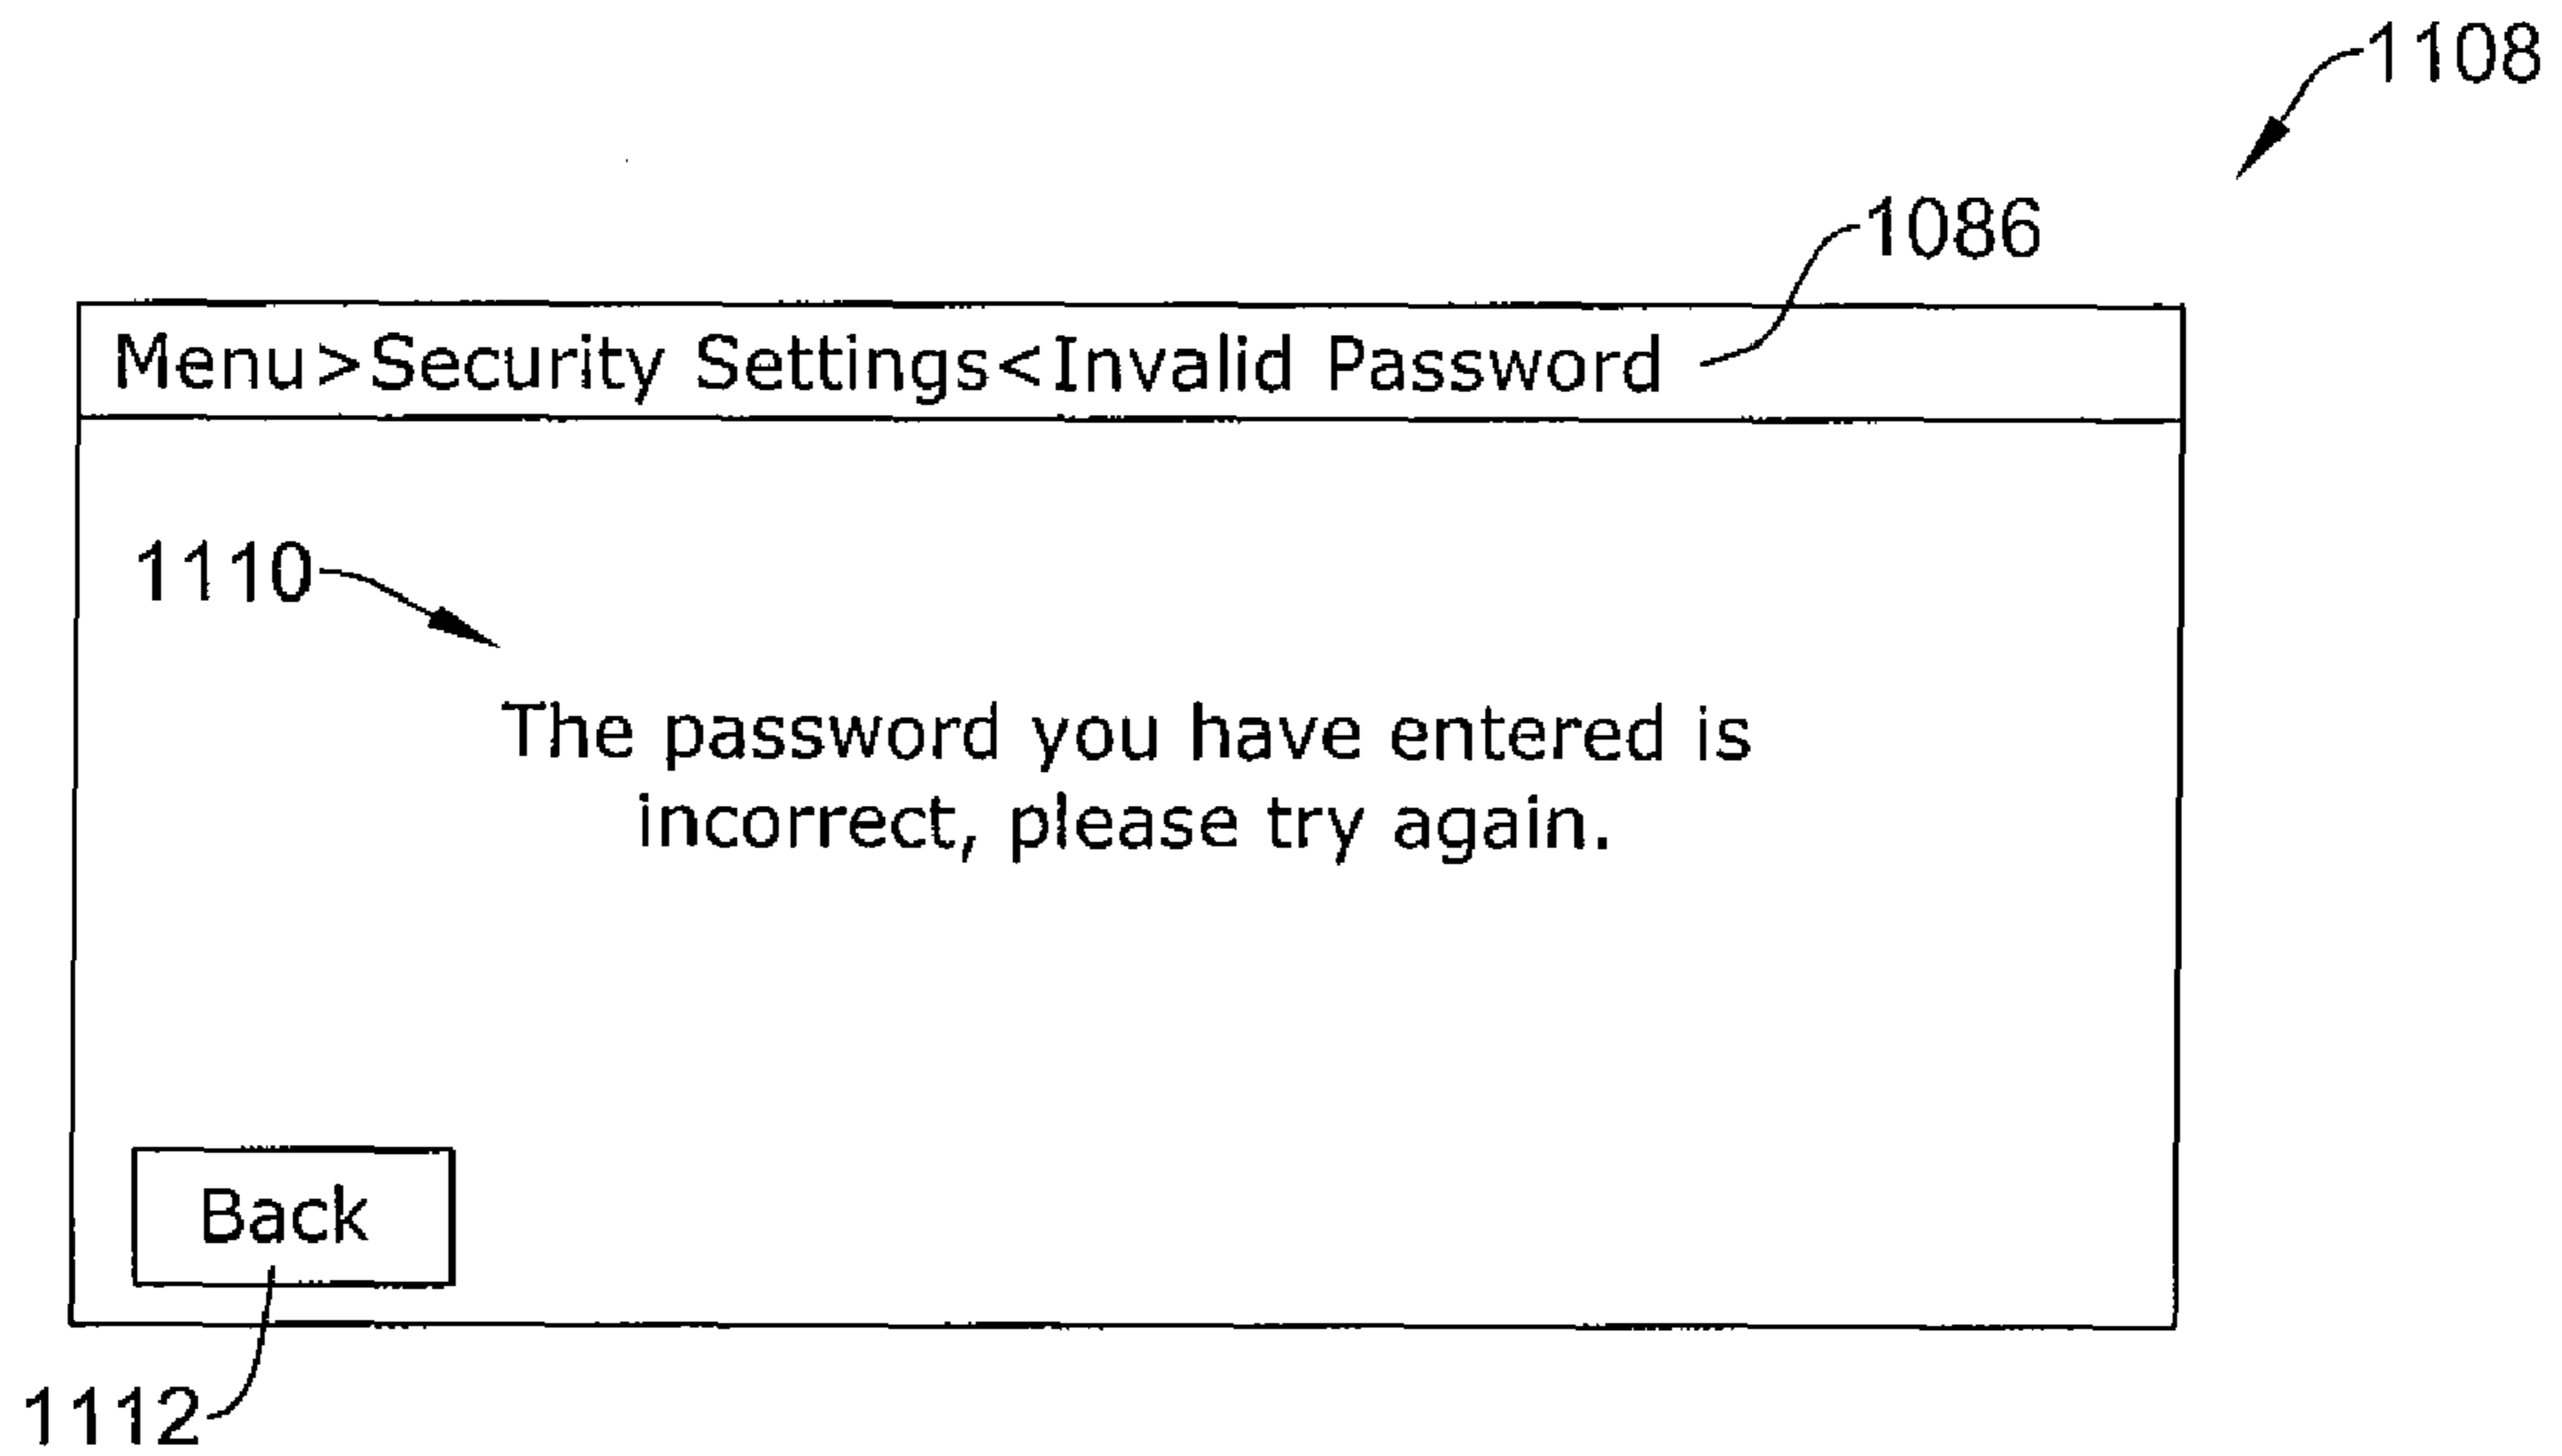 1108
1086
Menu>Security Settings<Invalid Password
1110
The password you have entered is
incorrect, please try again.
Back
1112